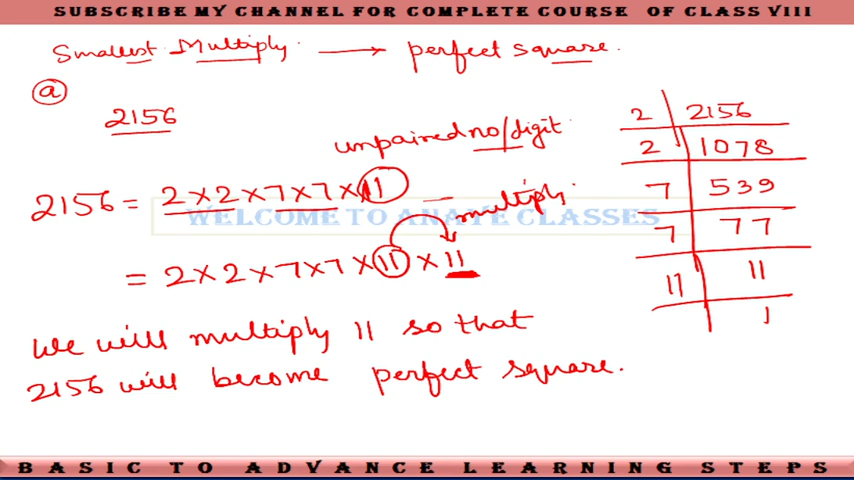 SUBSCRIBE MY CHANNEL FOR COMPLETE COURSE OF CLASS VIII
Smallest Multiply. → perfect square.
(a)
2156
unpaired no/digit
2156 = 2×2×7×7×11 – multiply.
WELCOME TO ANAYE CLASSES
= 2×2×7×7×11×11
We will multiply 11 so that
2156 will become perfect square.
2 | 2156
2 | 1078
7 | 539
7 | 77
11 | 11
| 1
BASIC TO ADVANCE LEARNING STEPS